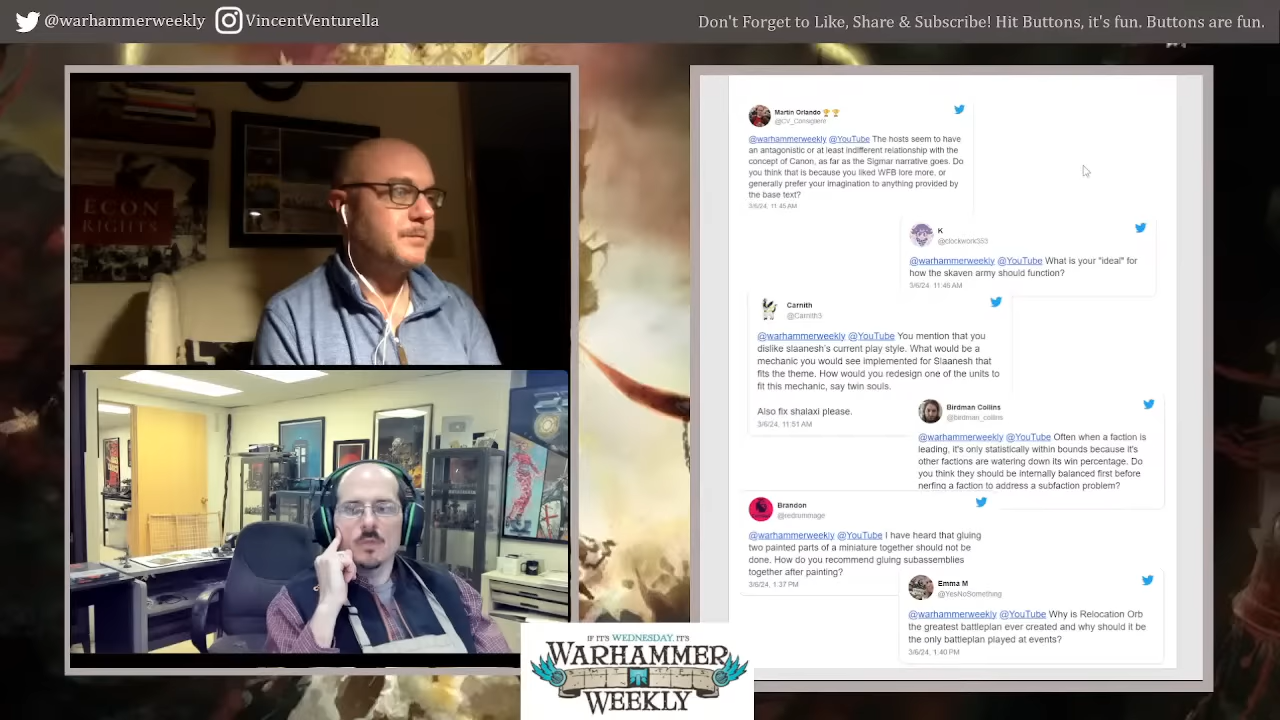 @VincentVenturella
@warhammerweekly
Don't Forget to Like, Share, & Subscribe! Hit Buttons, it's fun. Buttons are fun.
ECON
RIGHTS
Martin Orlando
@CV_Consigliere
@warhammerweekly @YouTube The hosts seem to have
an antagonistic or at least indifferent relationship with the
concept of Canon, as far as the Sigmar narrative goes. Do
you think that is because you liked WFB lore more, or
generally prefer your imagination to anything provided by
the base text?
3/6/24, 11:45 AM
K
@clockwork353
@warhammerweekly @YouTube What is your "ideal" for
how the skaven army should function?
3/6/24 11:46 AM
Carnith
@Carnith3
@warhammerweekly @YouTube You mention that you
dislike slaanesh's current play style. What would be a
mechanic you would see implemented for Slaanesh that
fits the theme. How would you redesign one of the units to
fit this mechanic, say twin souls.
Also fix shalaxi please.
3/6/24, 11:51 AM
Birdman Collins
@birdman_collins
@warhammerweekly @YouTube Often when a faction is
leading, it's only statistically within bounds because it's
other factions are watering down its win percentage. Do
you think they should be internally balanced first before
nerfing a faction to address a subfaction problem?
Brandon
@redrummage
@warhammerweekly @YouTube I have heard that gluing
two painted parts of a miniature together should not be
done. How do you recommend gluing subassemblies
together after painting?
3/6/24, 1:37 PM
Emma M
@YesNoSomething
@warhammerweekly @YouTube Why is Relocation Orb
the greatest battleplan ever created and why should it be
the only battleplan played at events?
3/6/24, 1:40 PM
IF IT'S WEDNESDAY, IT'S
WARHAMMER
WEEKLY